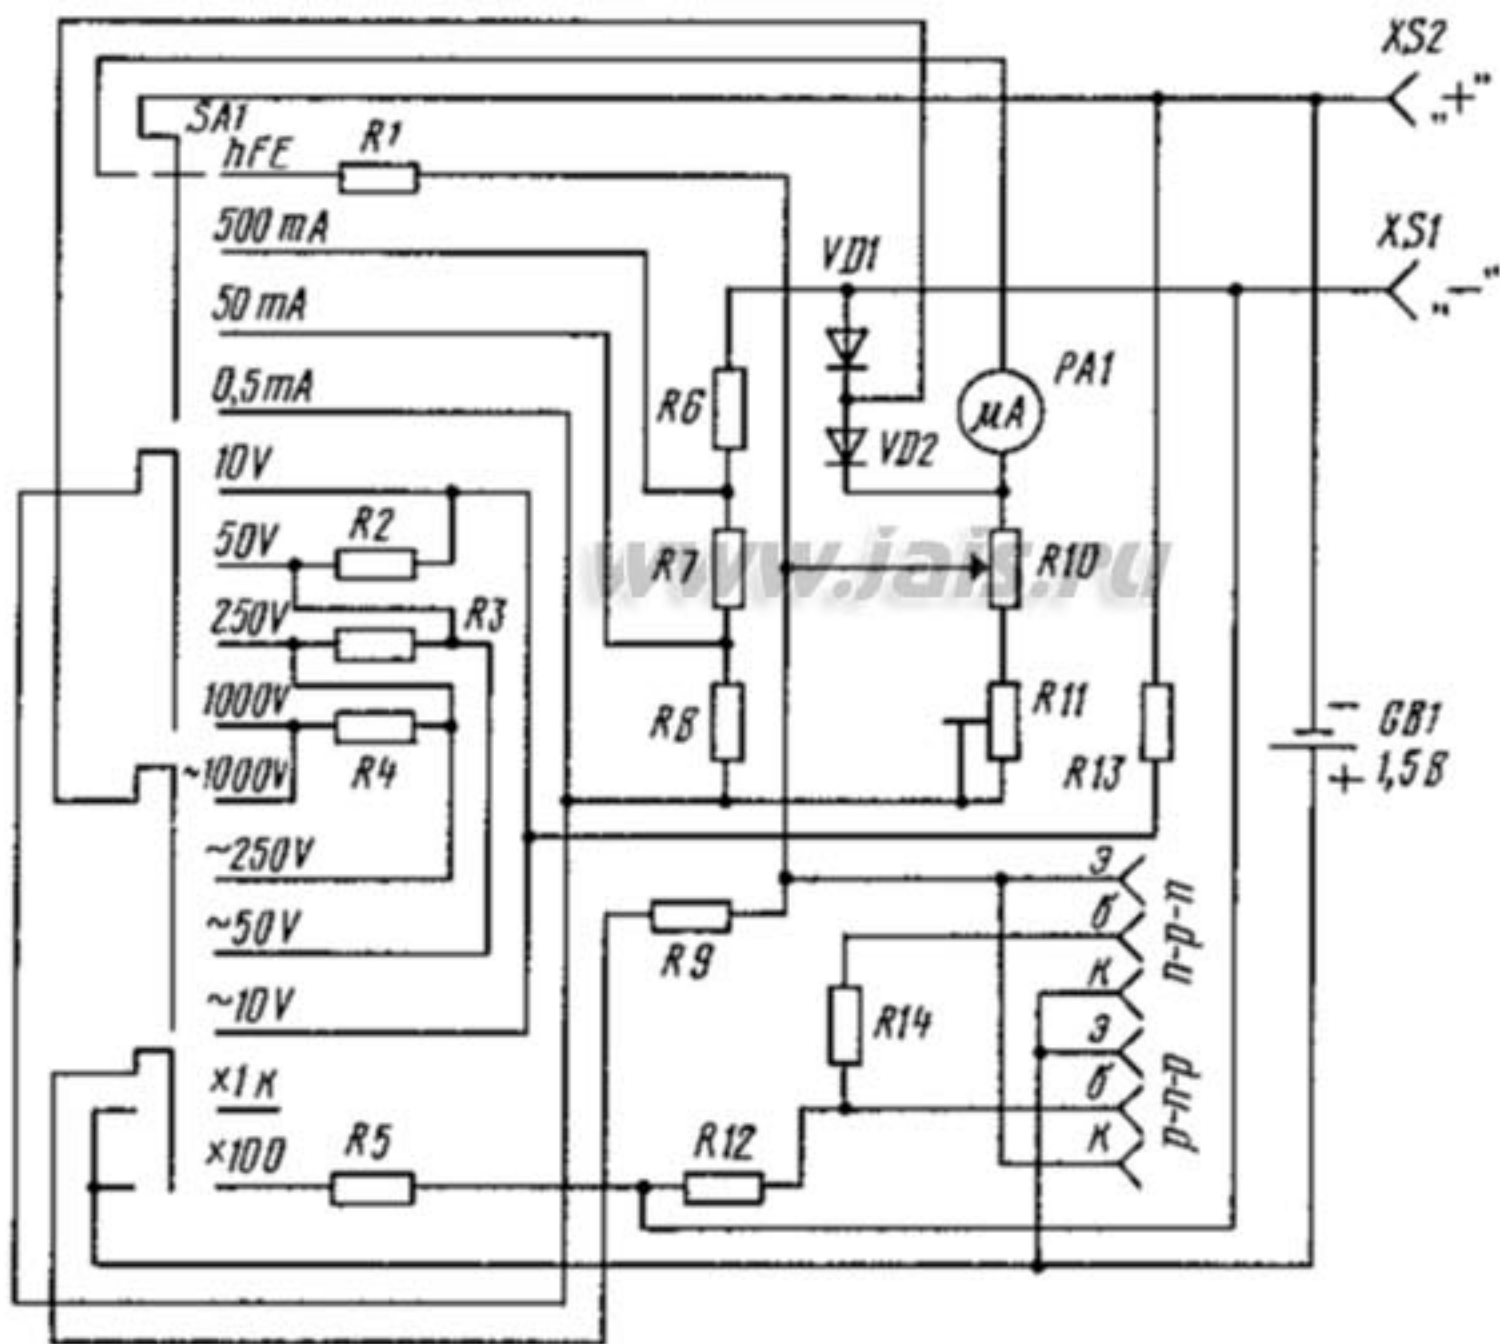 XS2
„+”
SA1
hFE
R1
500 mA
XS1
„−”
VD1
50 mA
0,5 mA
PA1
μA
R6
VD2
10V
50V
R2
www.jais.ru
R7
R10
250V
R3
1000V
R8
R11
−
GB1
~1000V
R4
R13
+
1,5 В
~250V
Э
б
n-p-n
~50V
R9
К
~10V
R14
Э
×1 к
б
p-n-p
×100
R5
R12
К